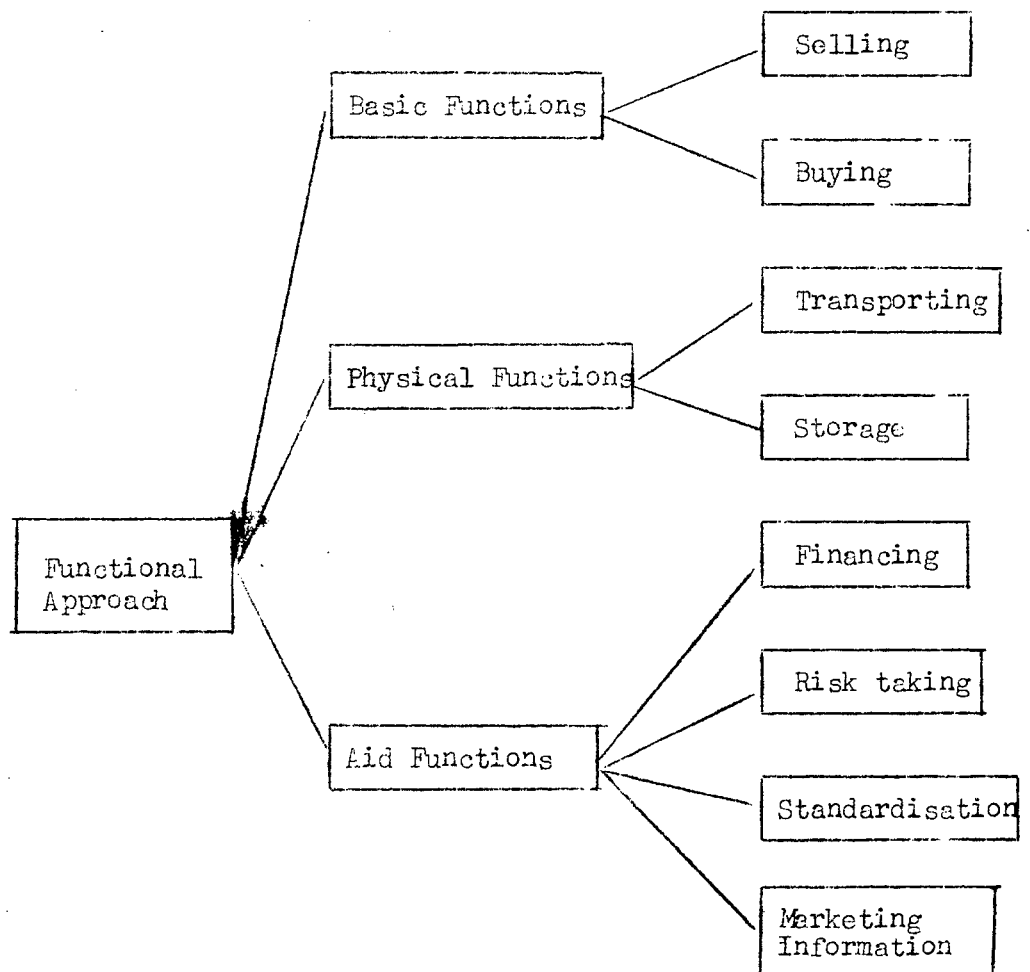 Selling
Basic Functions
Buying
Transporting
Physical Functions
Storage
Functional
Approach
Financing
Risk taking
Aid Functions
Standardisation
Marketing
Information